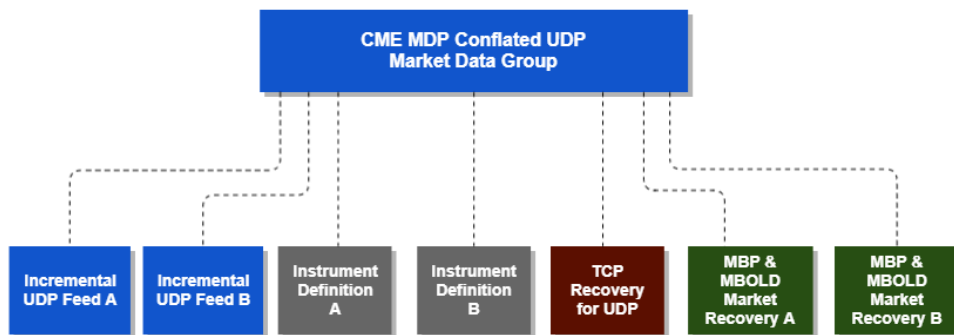 CME MDP Conflated UDP
Market Data Group
Incremental
UDP Feed A
Incremental
UDP Feed B
Instrument
Definition
A
Instrument
Definition
B
TCP
Recovery
for UDP
MBP &
MBOLD
Market
Recovery A
MBP &
MBOLD
Market
Recovery B